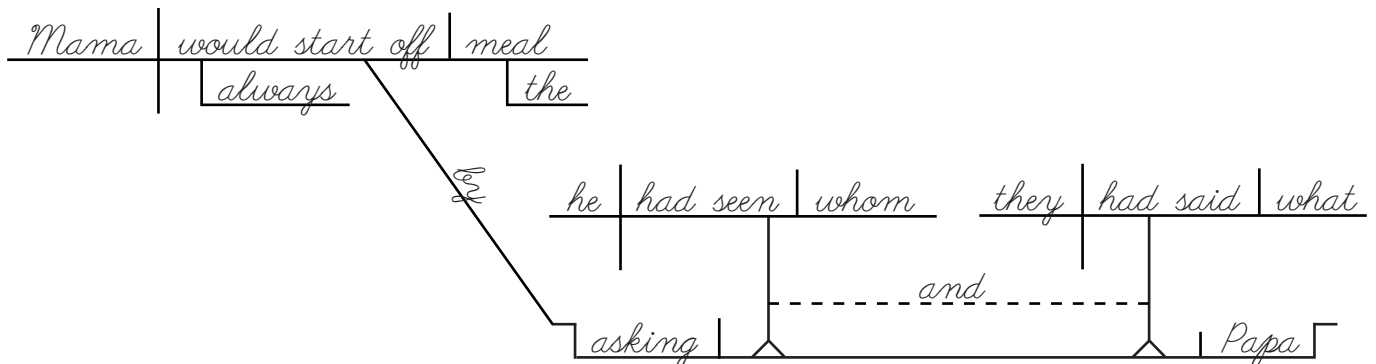 Mama would start off meal
always the
by
he had seen whom they had said what
and
asking Papa